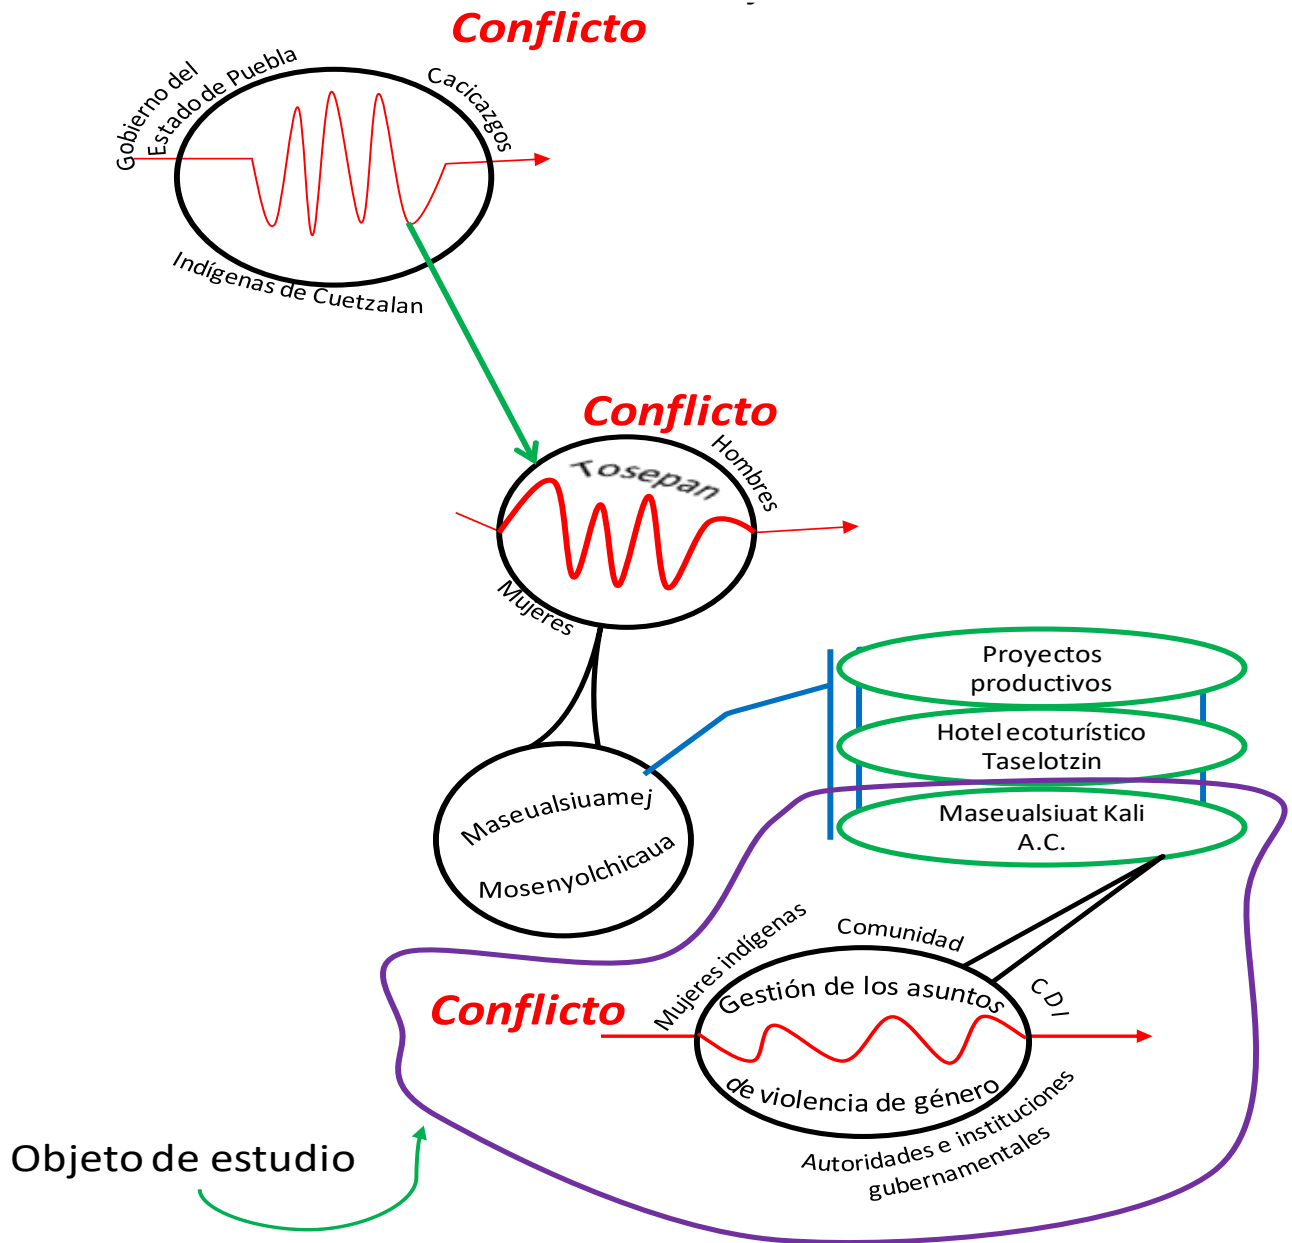 Conflicto
Gobierno del
Estado de Puebla
Cacicazgos
Indígenas de Cuetzalan
Conflicto
Hombres
Tosepan
Mujeres
Proyectos
productivos
Hotel ecoturístico
Taselotzin
Maseualsiuat Kali
A.C.
Maseualsiuamej
Mosenyolchicaua
Mujeres indígenas
Comunidad
CDI
Conflicto
Gestión de los asuntos
de violencia de género
Autoridades e instituciones
gubernamentales
Objeto de estudio